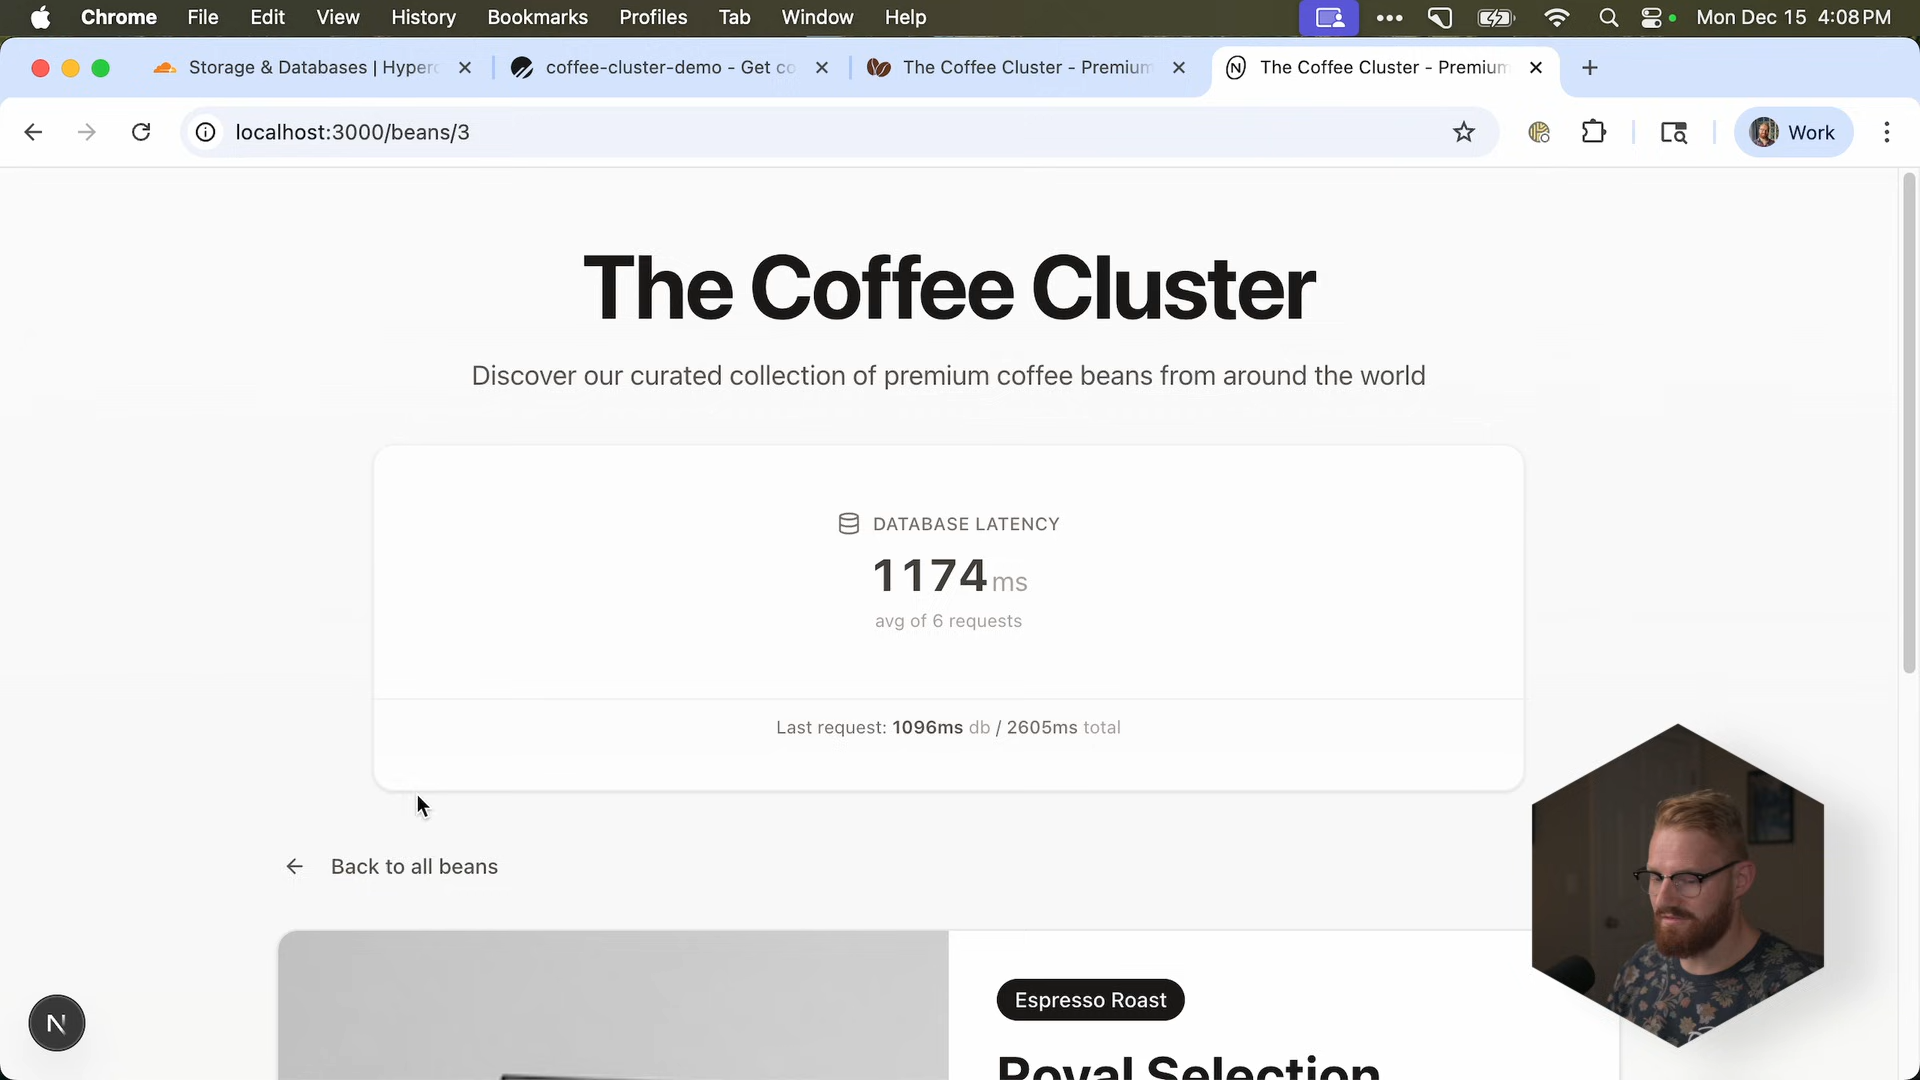 Chrome File Edit View History Bookmarks Profiles Tab Window Help Mon Dec 15 4:08 PM
Storage & Databases | Hyperd coffee-cluster-demo - Get co The Coffee Cluster - Premium The Coffee Cluster - Premium
localhost:3000/beans/3 Work
The Coffee Cluster
Discover our curated collection of premium coffee beans from around the world
DATABASE LATENCY
1174ms
avg of 6 requests
Last request: 1096ms db / 2605ms total
Back to all beans
Espresso Roast
Royal Selection
N